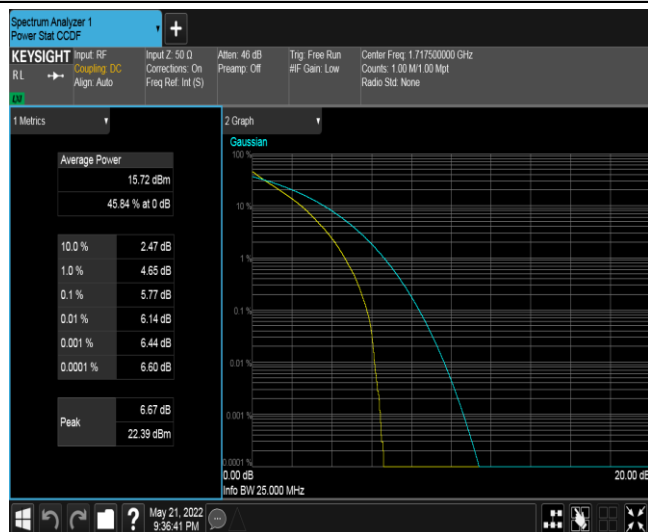 Spectrum Analyzer 1
Power Stat CCDF
+
KEYSIGHT
RL
Input: RF
Coupling: DC
Align: Auto
Input Z: 50 Ω
Corrections: On
Freq Ref: Int (S)
Atten: 46 dB
Preamp: Off
Trig: Free Run
#IF Gain: Low
Center Freq: 1.717500000 GHz
Counts: 1.00 M/1.00 Mpt
Radio Std: None
1 Metrics
Average Power
15.72 dBm
45.84 % at 0 dB
10.0 % 2.47 dB
1.0 % 4.65 dB
0.1 % 5.77 dB
0.01 % 6.14 dB
0.001 % 6.44 dB
0.0001 % 6.60 dB
Peak
6.67 dB
22.39 dBm
2 Graph
Gaussian
100 %
10 %
1 %
0.1 %
0.01 %
0.001 %
0.0001 %
0.00 dB
20.00 dB
Info BW 25.000 MHz
?
May 21, 2022
9:36:41 PM